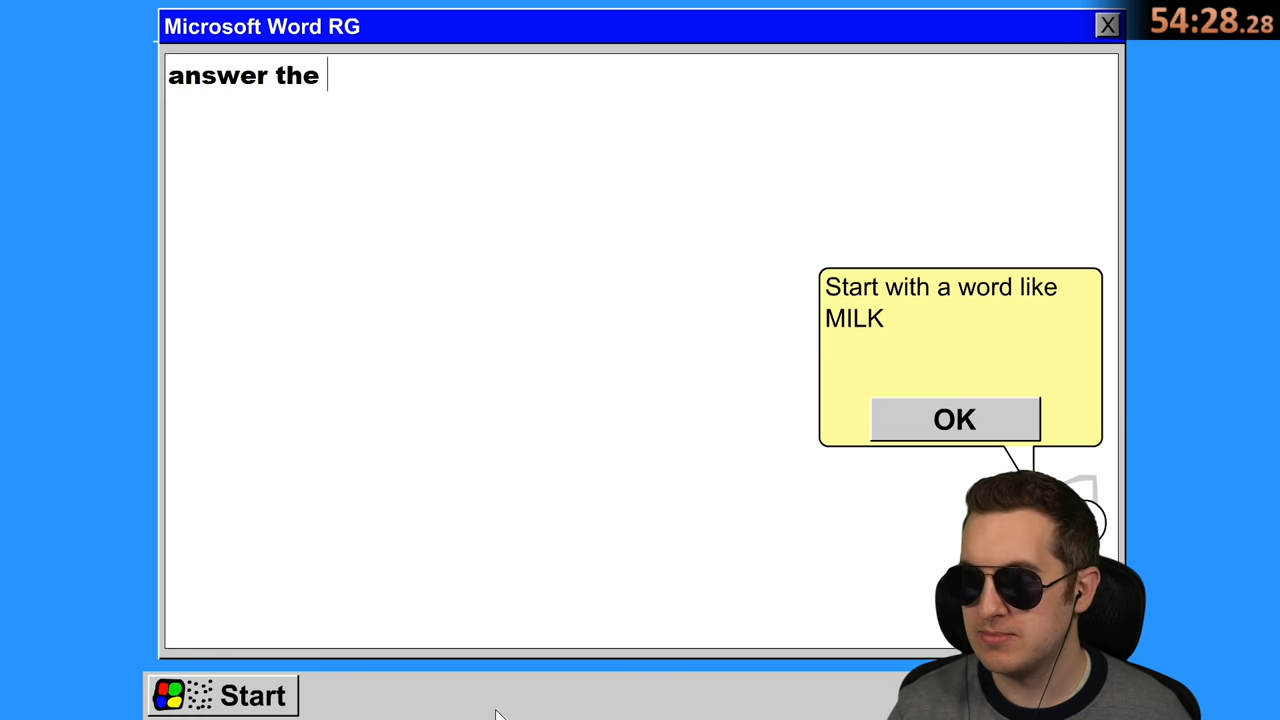 Microsoft Word RG
X
54:28.28
answer the
Start with a word like
MILK
OK
Start